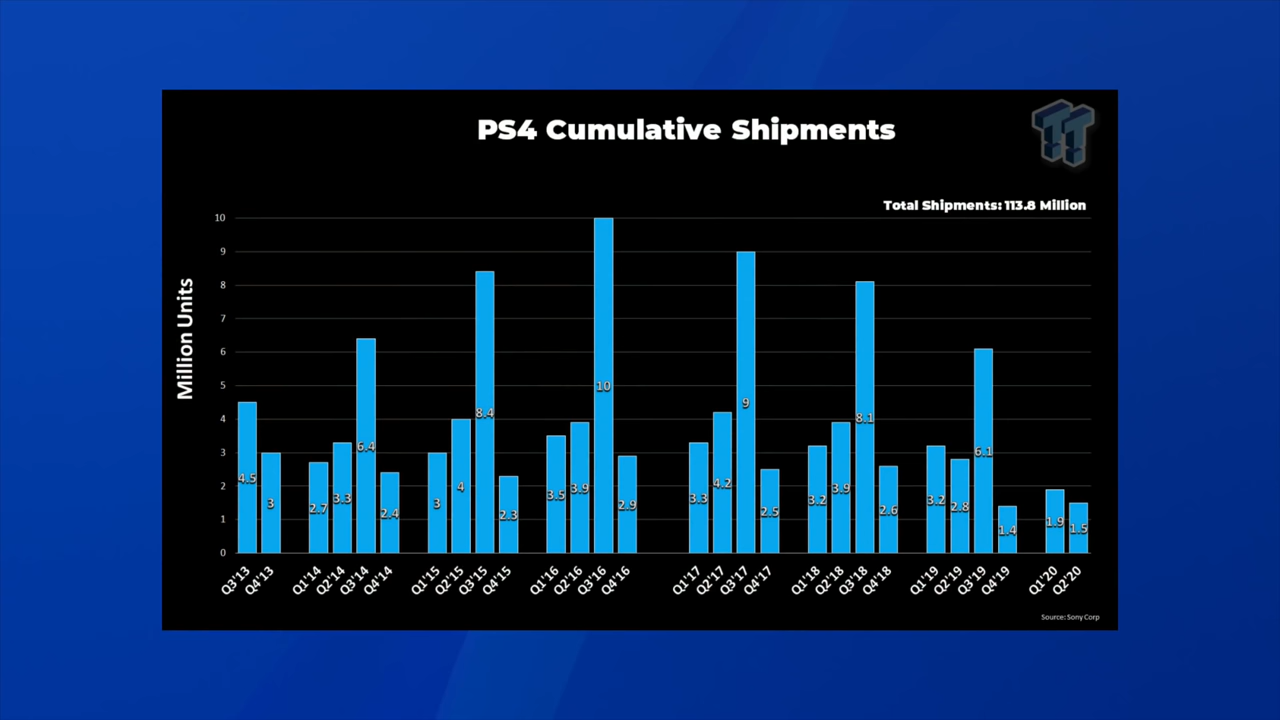 PS4 Cumulative Shipments
TT
Total Shipments: 113.8 Million
Million Units
10
9
8
7
6
5
4
3
2
1
0
4.5
3
2.7
3.3
6.4
2.4
3
4
8.4
2.3
3.5
3.9
10
2.9
3.3
4.2
9
2.5
3.2
3.9
8.1
2.6
3.2
2.8
6.1
1.4
1.9
1.5
Q3'13
Q4'13
Q1'14
Q2'14
Q3'14
Q4'14
Q1'15
Q2'15
Q3'15
Q4'15
Q1'16
Q2'16
Q3'16
Q4'16
Q1'17
Q2'17
Q3'17
Q4'17
Q1'18
Q2'18
Q3'18
Q4'18
Q1'19
Q2'19
Q3'19
Q4'19
Q1'20
Q2'20
Source: Sony Corp